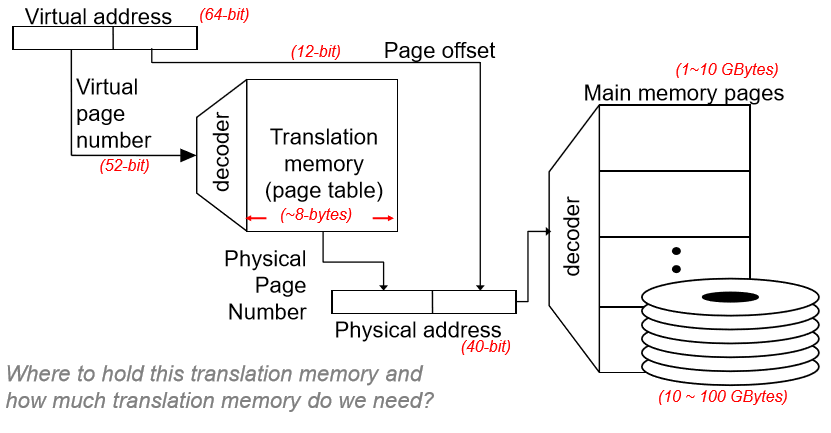 Virtual address
(64-bit)
(12-bit)
Page offset
(1~10 GBytes)
Main memory pages
Virtual
page
number
(52-bit)
decoder
Translation
memory
(page table)
(~8-bytes)
decoder
Physical
Page
Number
Physical address
(40-bit)
(10 ~ 100 GBytes)
Where to hold this translation memory and
how much translation memory do we need?